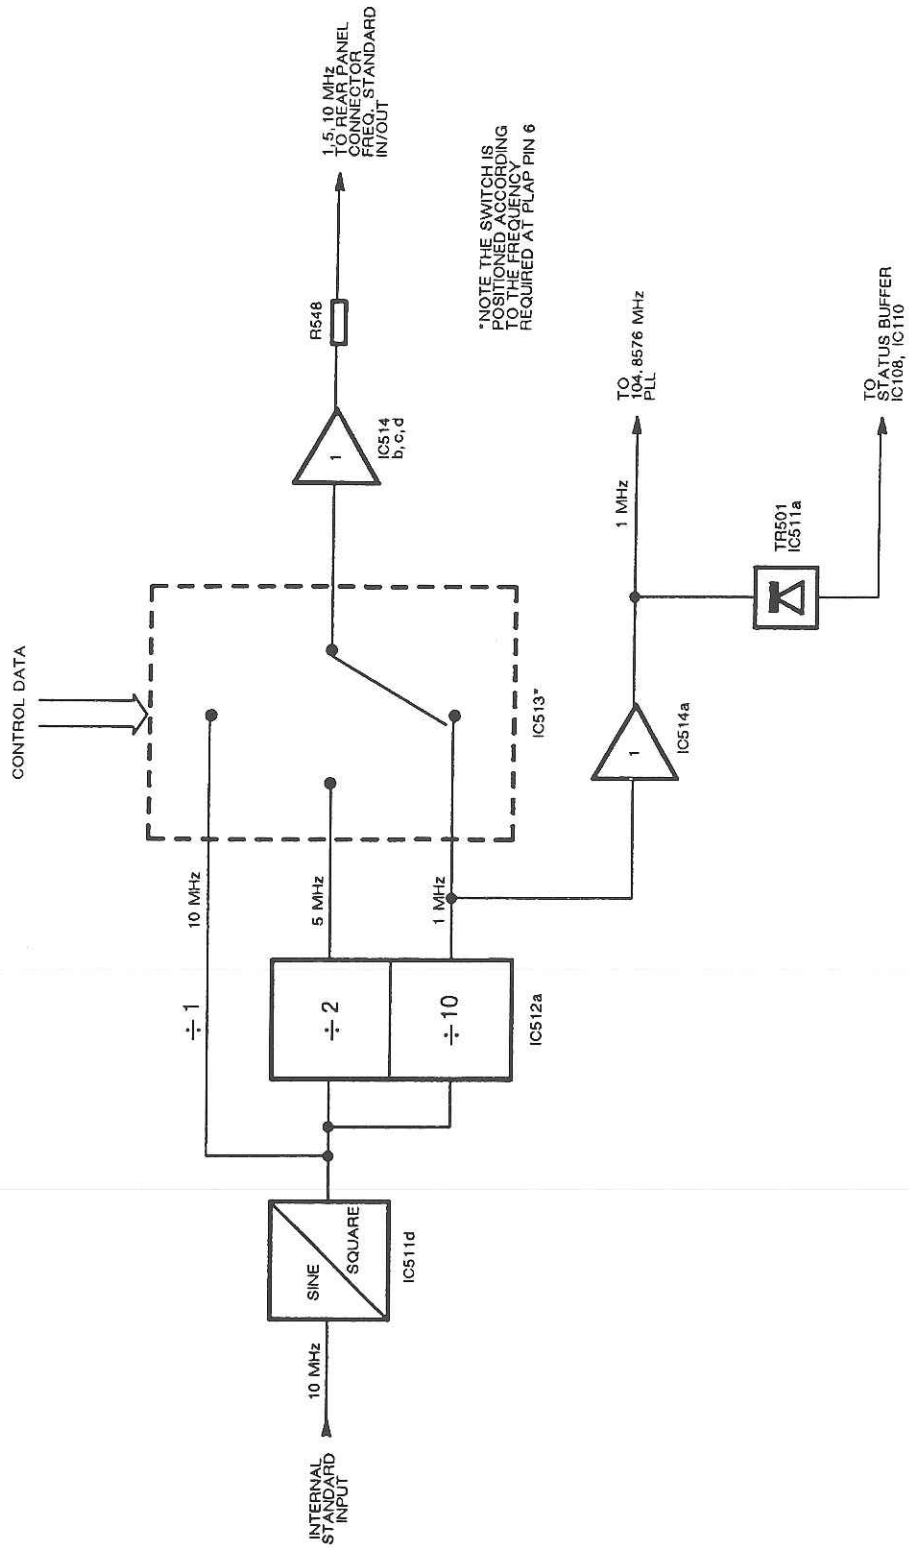 INTERNAL
STANDARD
INPUT
10 MHz
SINE
SQUARE
IC511d
÷ 1
÷ 2
÷ 10
IC512a
10 MHz
5 MHz
1 MHz
CONTROL DATA
IC513*
1
IC514
b,c,d
R548
1,5,10 MHz
TO REAR PANEL
CONNECTOR
FREQ. STANDARD
IN/OUT
*NOTE THE SWITCH IS
POSITIONED ACCORDING
TO THE FREQUENCY
REQUIRED AT PLAP PIN 6
1
IC514a
1 MHz
TO
104.8576 MHz
PLL
TR501
IC511a
TO
STATUS BUFFER
IC108, IC110